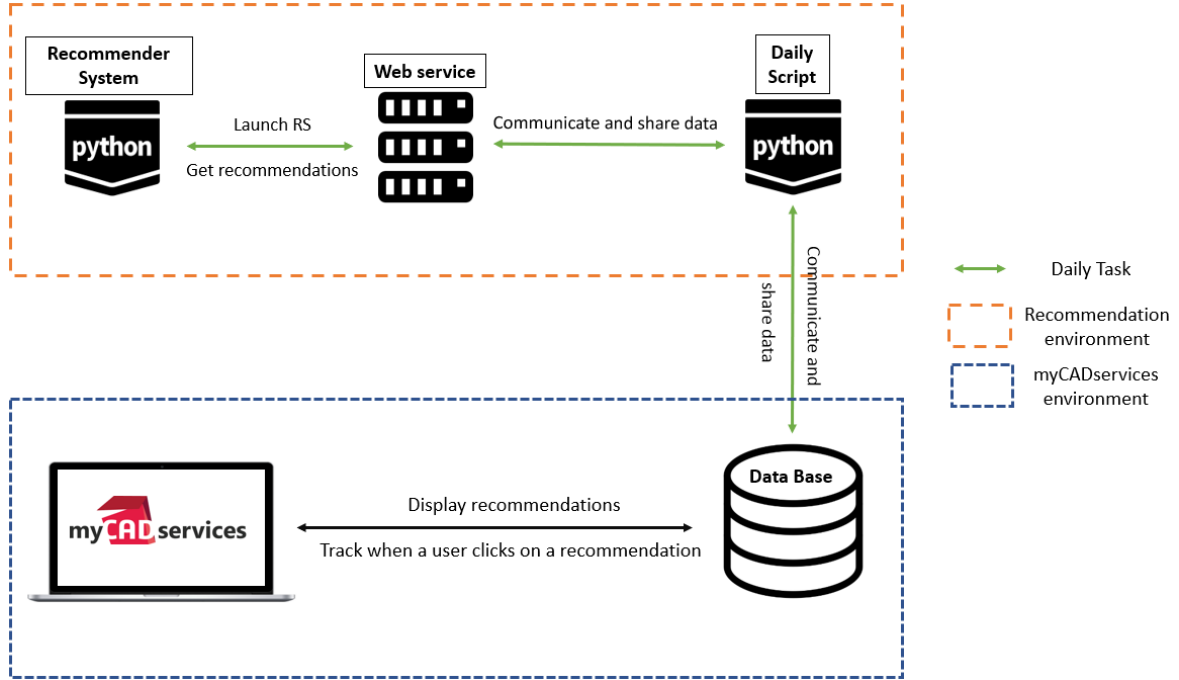 Recommender
System
python
Launch RS
Get recommendations
Web service
Communicate and share data
Daily
Script
python
Communicate and
share data
Daily Task
Recommendation
environment
myCADservices
environment
myCADservices
Display recommendations
Track when a user clicks on a recommendation
Data Base